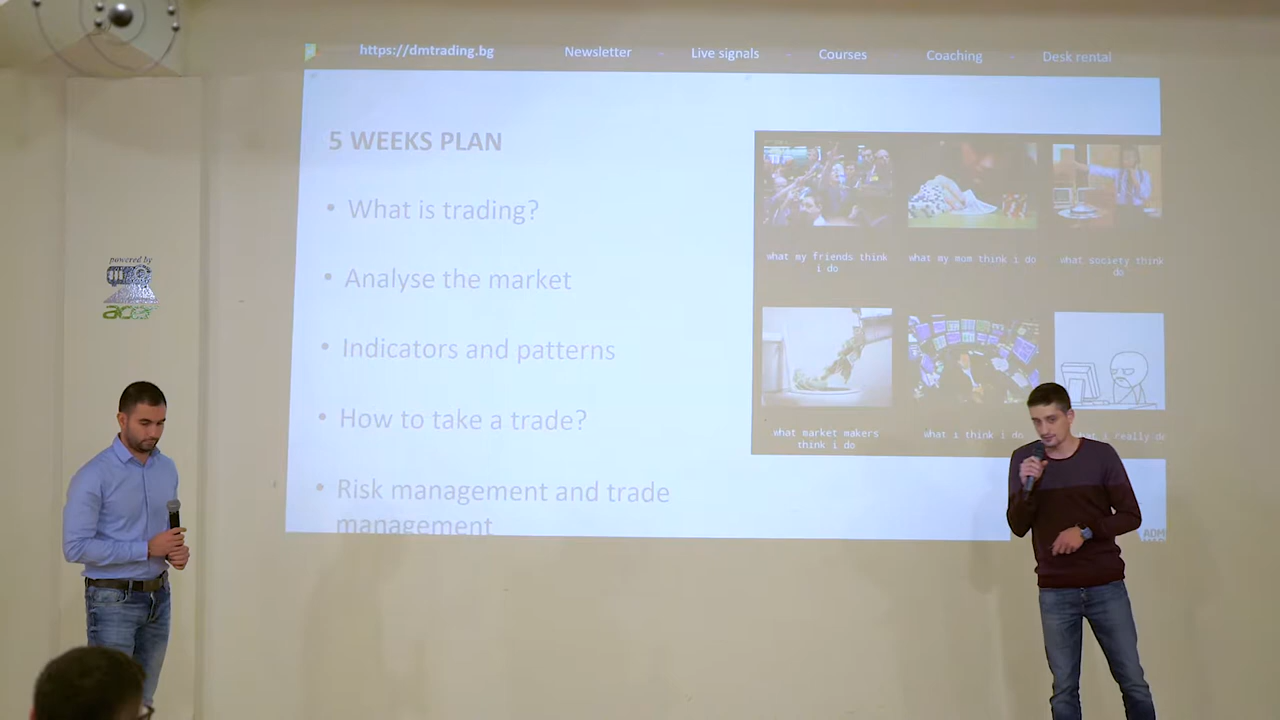 https://dmtrading.bg Newsletter - Live signals - Courses Coaching - Desk rental
5 WEEKS PLAN
• What is trading?
• Analyse the market
• Indicators and patterns
• How to take a trade?
• Risk management and trade
management
what my friends think
i do
what my mom think i do
what society think
do
what market makers
think i do
what i think i do
what i really do
powered by